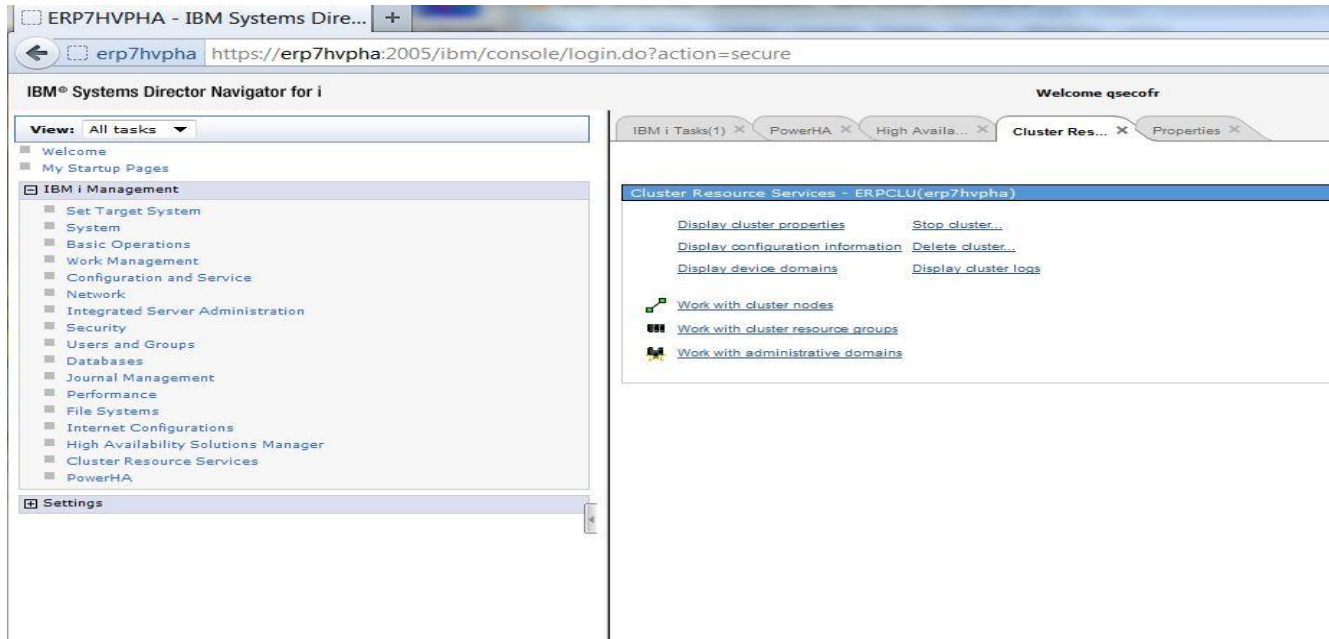 ERP7HVPHA - IBM Systems Dire... +
erp7hvpha https://erp7hvpha:2005/ibm/console/login.do?action=secure
IBM® Systems Director Navigator for i Welcome qsecofr
View: All tasks
Welcome
My Startup Pages
IBM i Management
Set Target System
System
Basic Operations
Work Management
Configuration and Service
Network
Integrated Server Administration
Security
Users and Groups
Databases
Journal Management
Performance
File Systems
Internet Configurations
High Availability Solutions Manager
Cluster Resource Services
PowerHA
Settings
IBM i Tasks(1) PowerHA High Availa... Cluster Res... Properties
Cluster Resource Services - ERPCLU(erp7hvpha)
Display cluster properties Stop cluster...
Display configuration information Delete cluster...
Display device domains Display cluster logs
Work with cluster nodes
Work with cluster resource groups
Work with administrative domains